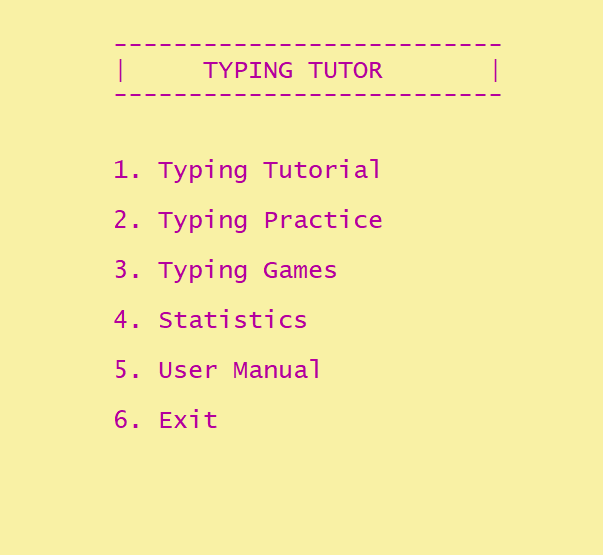 --------------------------
|     TYPING TUTOR       |
--------------------------
1. Typing Tutorial
2. Typing Practice
3. Typing Games
4. Statistics
5. User Manual
6. Exit